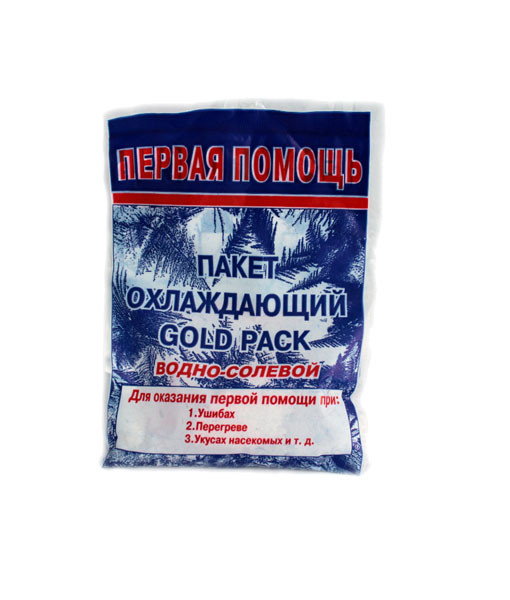 ПЕРВАЯ ПОМОЩЬ
ПАКЕТ
ОХЛАЖДАЮЩИЙ
GOLD PACK
ВОДНО-СОЛЕВОЙ
Для оказания первой помощи при:
1.Ушибах
2.Перегреве
3.Укусах насекомых и т. д.